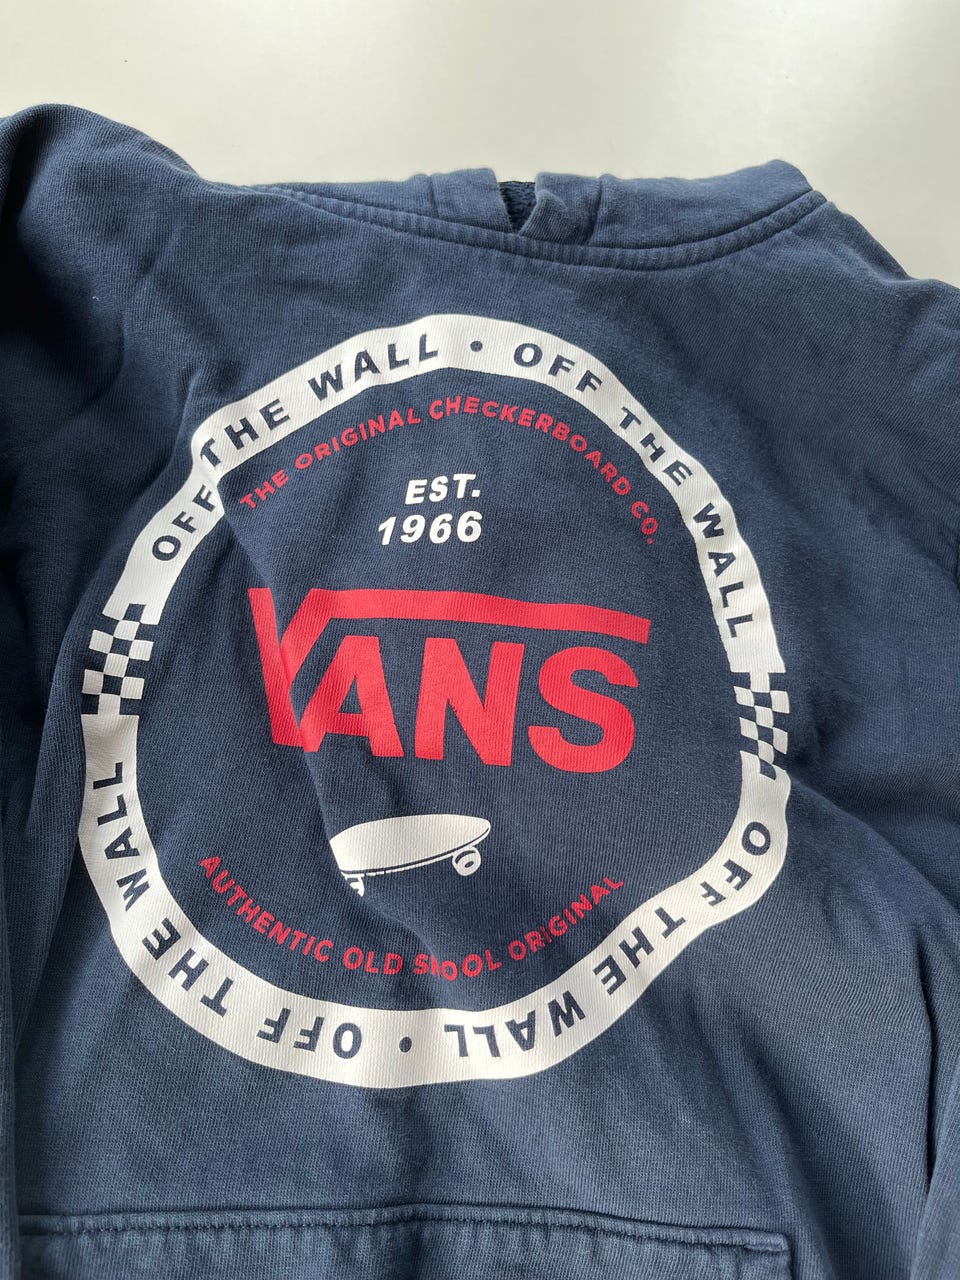 OFF THE WALL • OFF THE WALL
THE ORIGINAL CHECKERBOARD CO.
EST.
1966
VANS
AUTHENTIC OLD SKOOL ORIGINAL
OFF THE WALL • OFF THE WALL